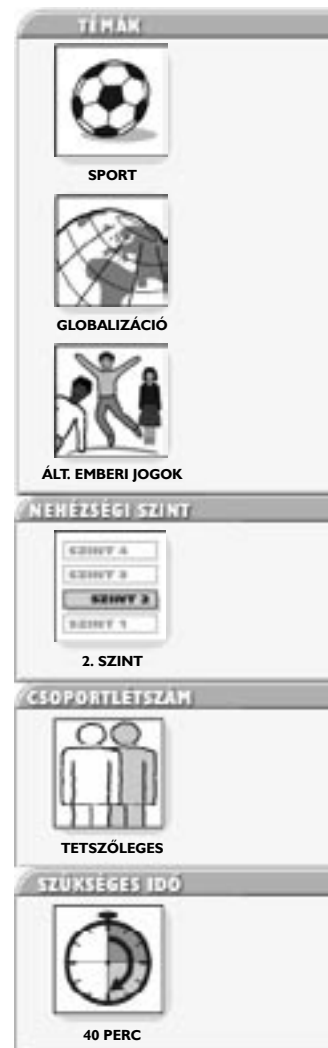 TÉMÁK
SPORT
GLOBALIZÁCIÓ
ÁLT. EMBERI JOGOK
NEHÉZSÉGI SZINT
SZINT 4
SZINT 3
SZINT 2
SZINT 1
2. SZINT
CSOPORTLÉTSZÁM
TETSZŐLEGES
SZÜKSÉGES IDŐ
40 PERC